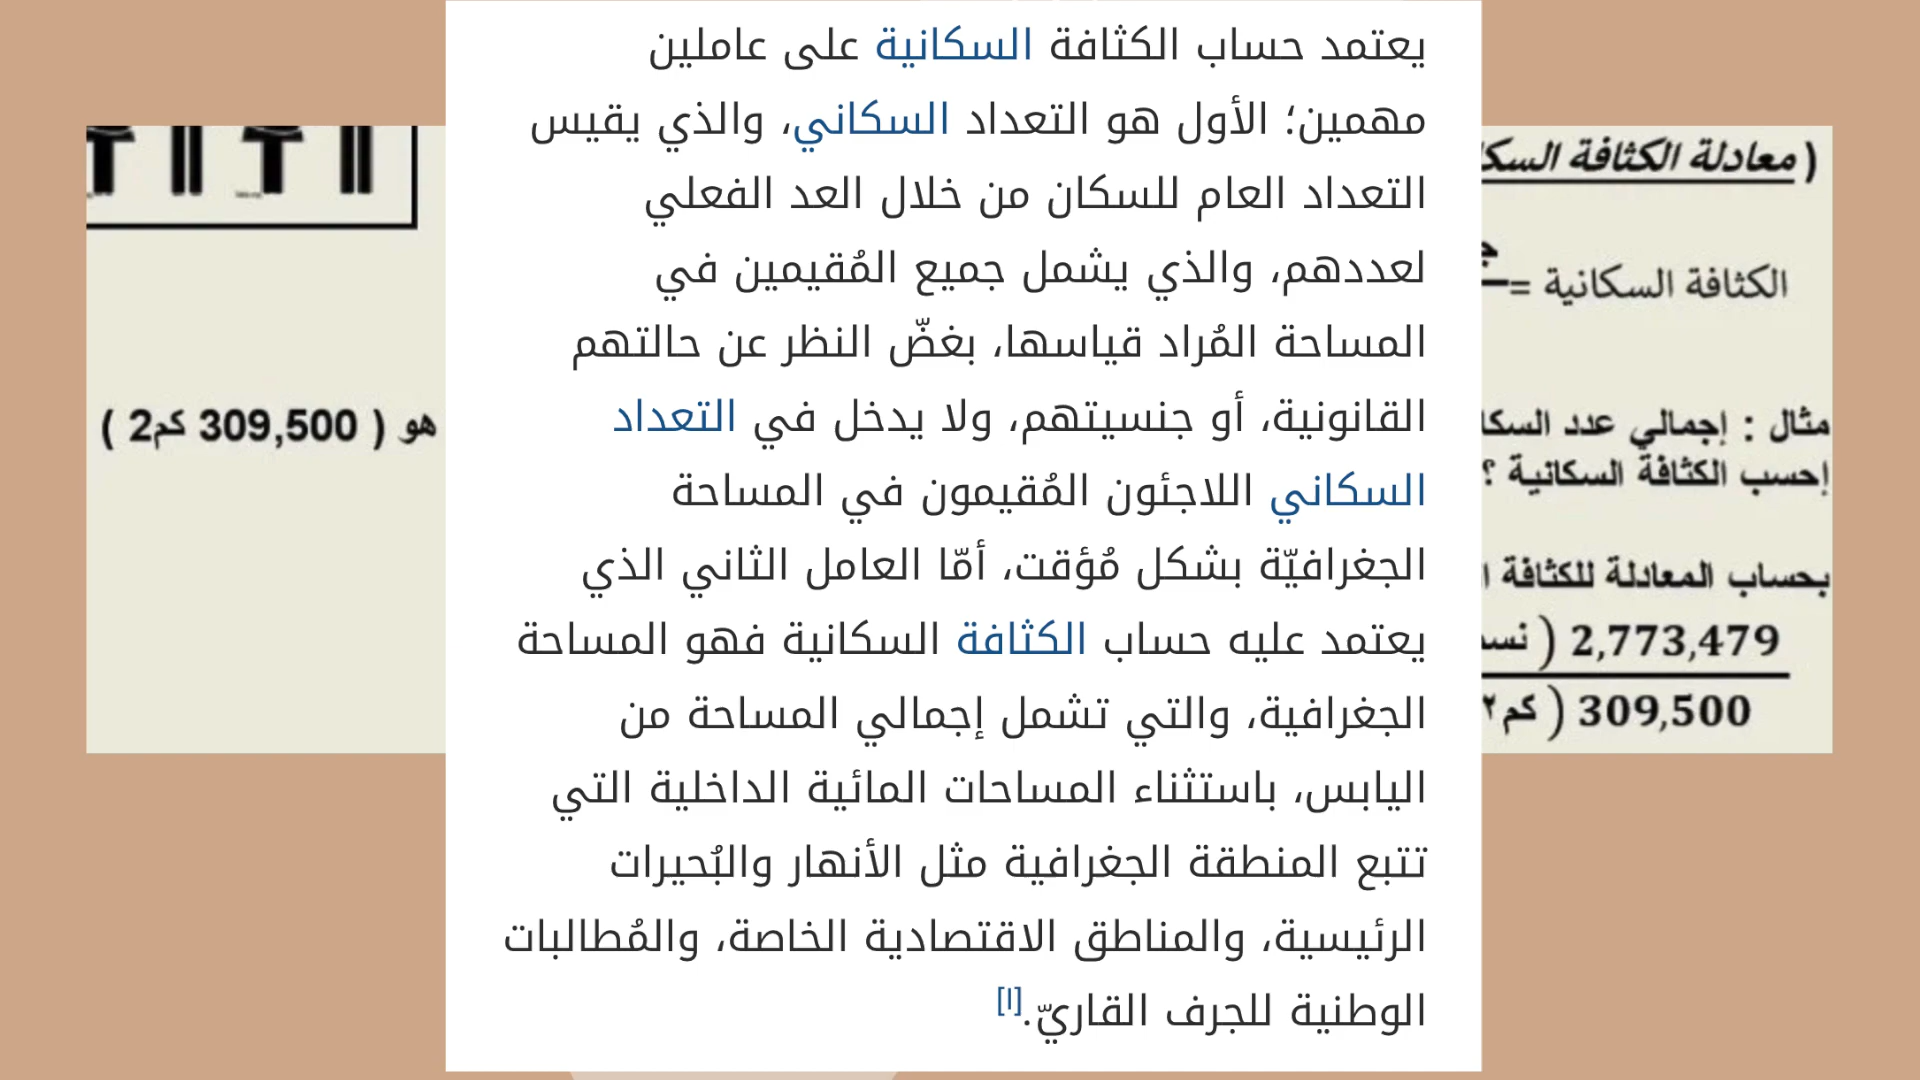 يعتمد حساب الكثافة السكانية على عاملين
مهمين؛ الأول هو التعداد السكاني، والذي يقيس
التعداد العام للسكان من خلال العد الفعلي
لعددهم، والذي يشمل جميع المُقيمين في
المساحة المُراد قياسها، بغضّ النظر عن حالتهم
القانونية، أو جنسيتهم، ولا يدخل في التعداد
السكاني اللاجئون المُقيمون في المساحة
الجغرافيّة بشكل مُؤقت، أمّا العامل الثاني الذي
يعتمد عليه حساب الكثافة السكانية فهو المساحة
الجغرافية، والتي تشمل إجمالي المساحة من
اليابس، باستثناء المساحات المائية الداخلية التي
تتبع المنطقة الجغرافية مثل الأنهار والبُحيرات
الرئيسية، والمناطق الاقتصادية الخاصة، والمُطالبات
الوطنية للجرف القاريّ.[١]
( معادلة الكثافة
الكثافة السكانية =
مثال : إجمالي عدد
إحسب الكثافة السكانية ؟
بحساب المعادلة للكثافة
2,773,479 (
309,500 ( كم٢
هو ( 309,500 كم2 )